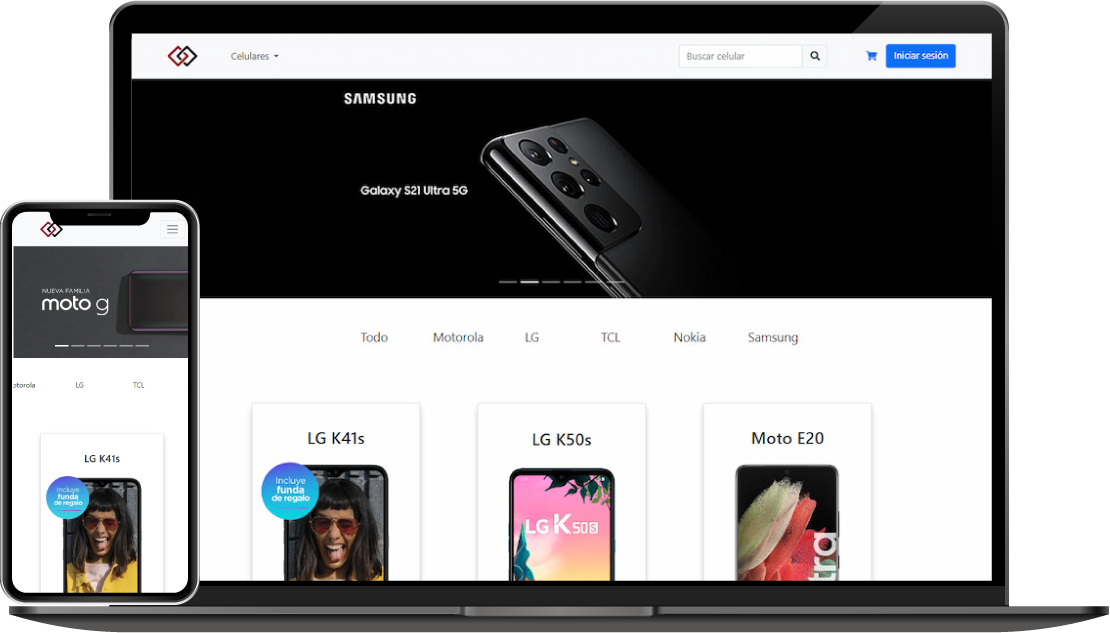 Celulares
Buscar celular
Iniciar sesión
SAMSUNG
Galaxy S21 Ultra 5G
Todo
Motorola
LG
TCL
Nokia
Samsung
LG K41s
Incluye
funda
de regalo
LG K50s
LG K50S
Moto E20
tra
NUEVA FAMILIA
moto g
otorola
LG
TCL
LG K41s
Incluye
funda
de regalo